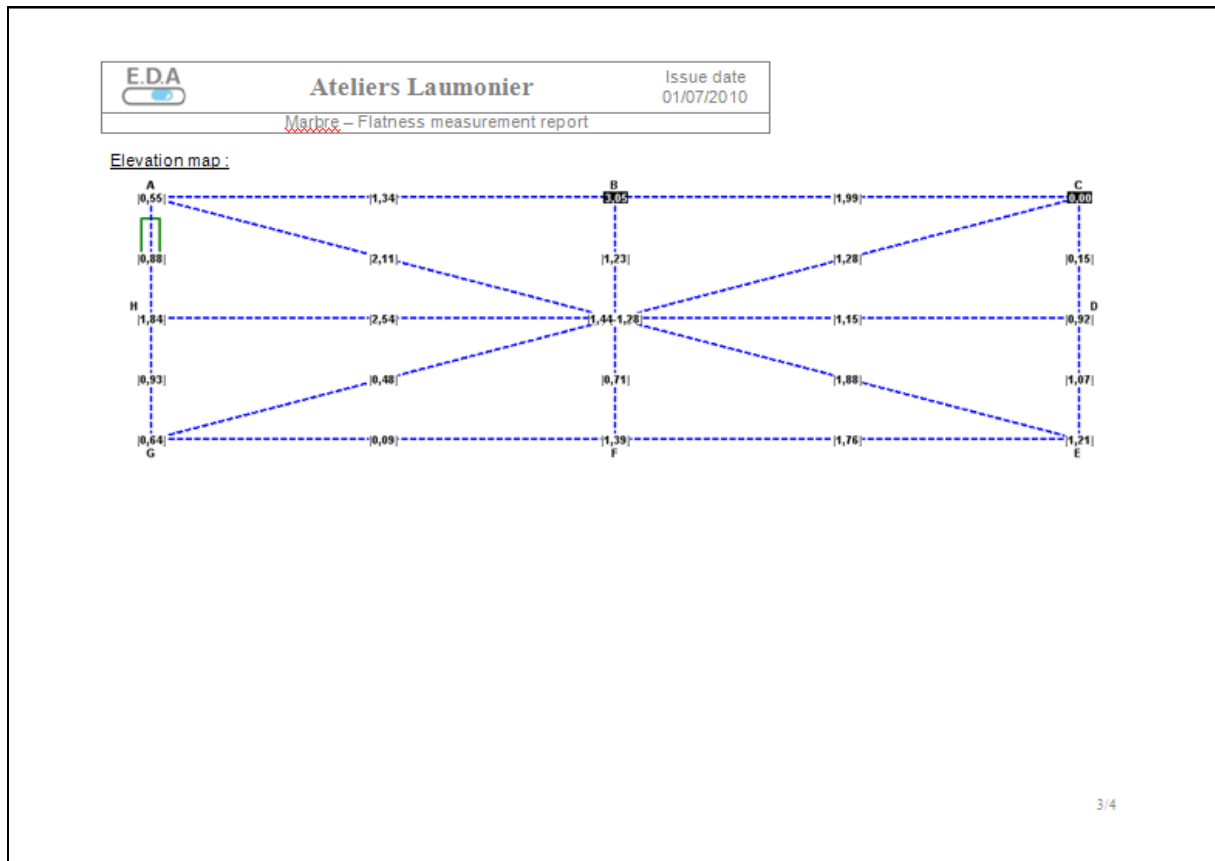 E.D.A
Ateliers Laumonier
Issue date
01/07/2010
Marbre – Flatness measurement report
Elevation map :
A B C
|0,55| |1,34| 3,05 |1,99| 0,00
|0,88| |2,11| |1,23| |1,28| |0,15|
H D
|1,84| |2,54| |1,44-1,28| |1,15| |0,92|
|0,93| |0,48| |0,71| |1,88| |1,07|
|0,64| |0,09| |1,39| |1,76| |1,21|
G F E
3/4